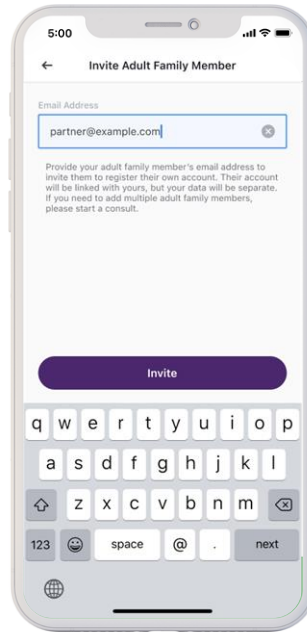 5:00
Invite Adult Family Member
Email Address
partner@example.com
Provide your adult family member's email address to
invite them to register their own account. Their account
will be linked with yours, but your data will be separate.
If you need to add multiple adult family members,
please start a consult.
Invite
q w e r t y u i o p
a s d f g h j k l
z x c v b n m
123 space @ . next